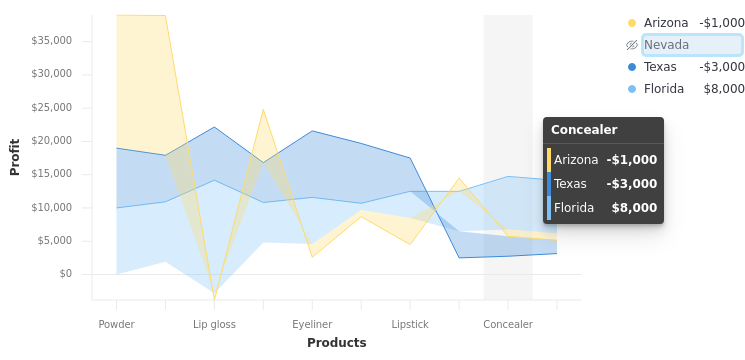 Arizona -$1,000
Nevada
Texas -$3,000
Florida $8,000
$35,000
$30,000
$25,000
$20,000
$15,000
$10,000
$5,000
$0
Profit
Concealer
Arizona -$1,000
Texas -$3,000
Florida $8,000
Powder Lip gloss Eyeliner Lipstick Concealer
Products